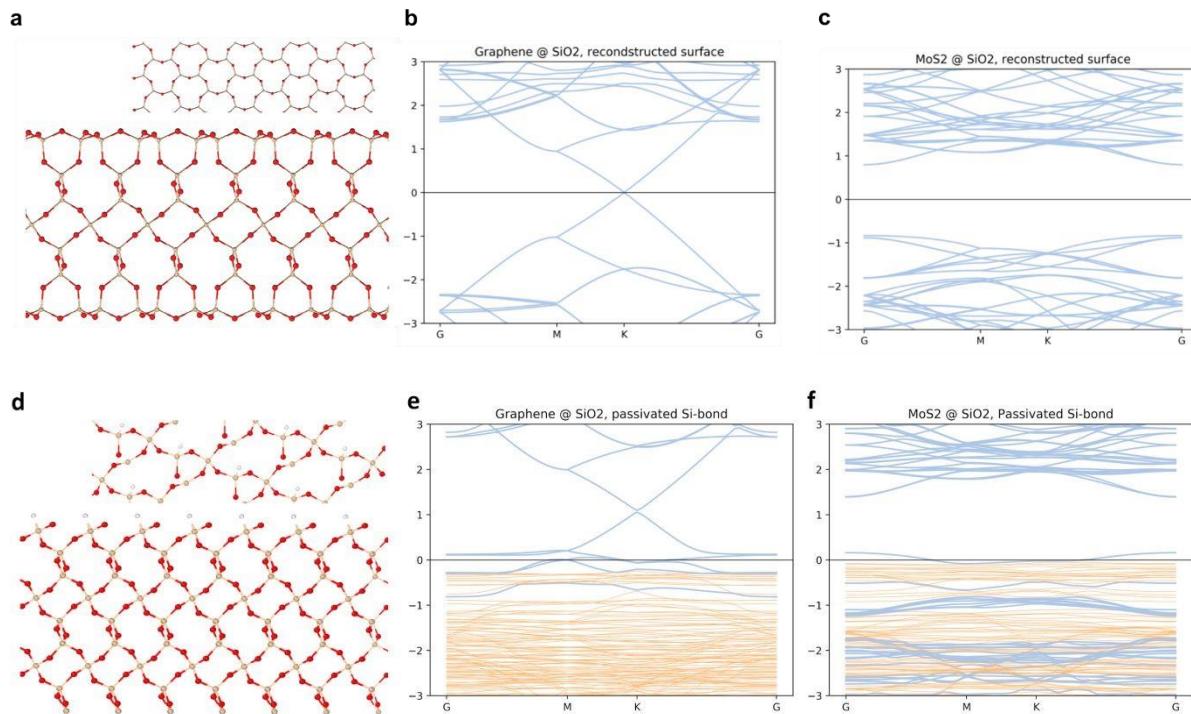 a
b
c
Graphene @ SiO2, recondstructed surface
3
2
1
0
−1
−2
−3
G
M
K
G
MoS2 @ SiO2, reconstructed surface
3
2
1
0
−1
−2
−3
G
M
K
G
d
e
f
Graphene @ SiO2, passivated Si-bond
3
2
1
0
−1
−2
−3
G
M
K
G
MoS2 @ SiO2, Passivated Si-bond
3
2
1
0
−1
−2
−3
G
M
K
G